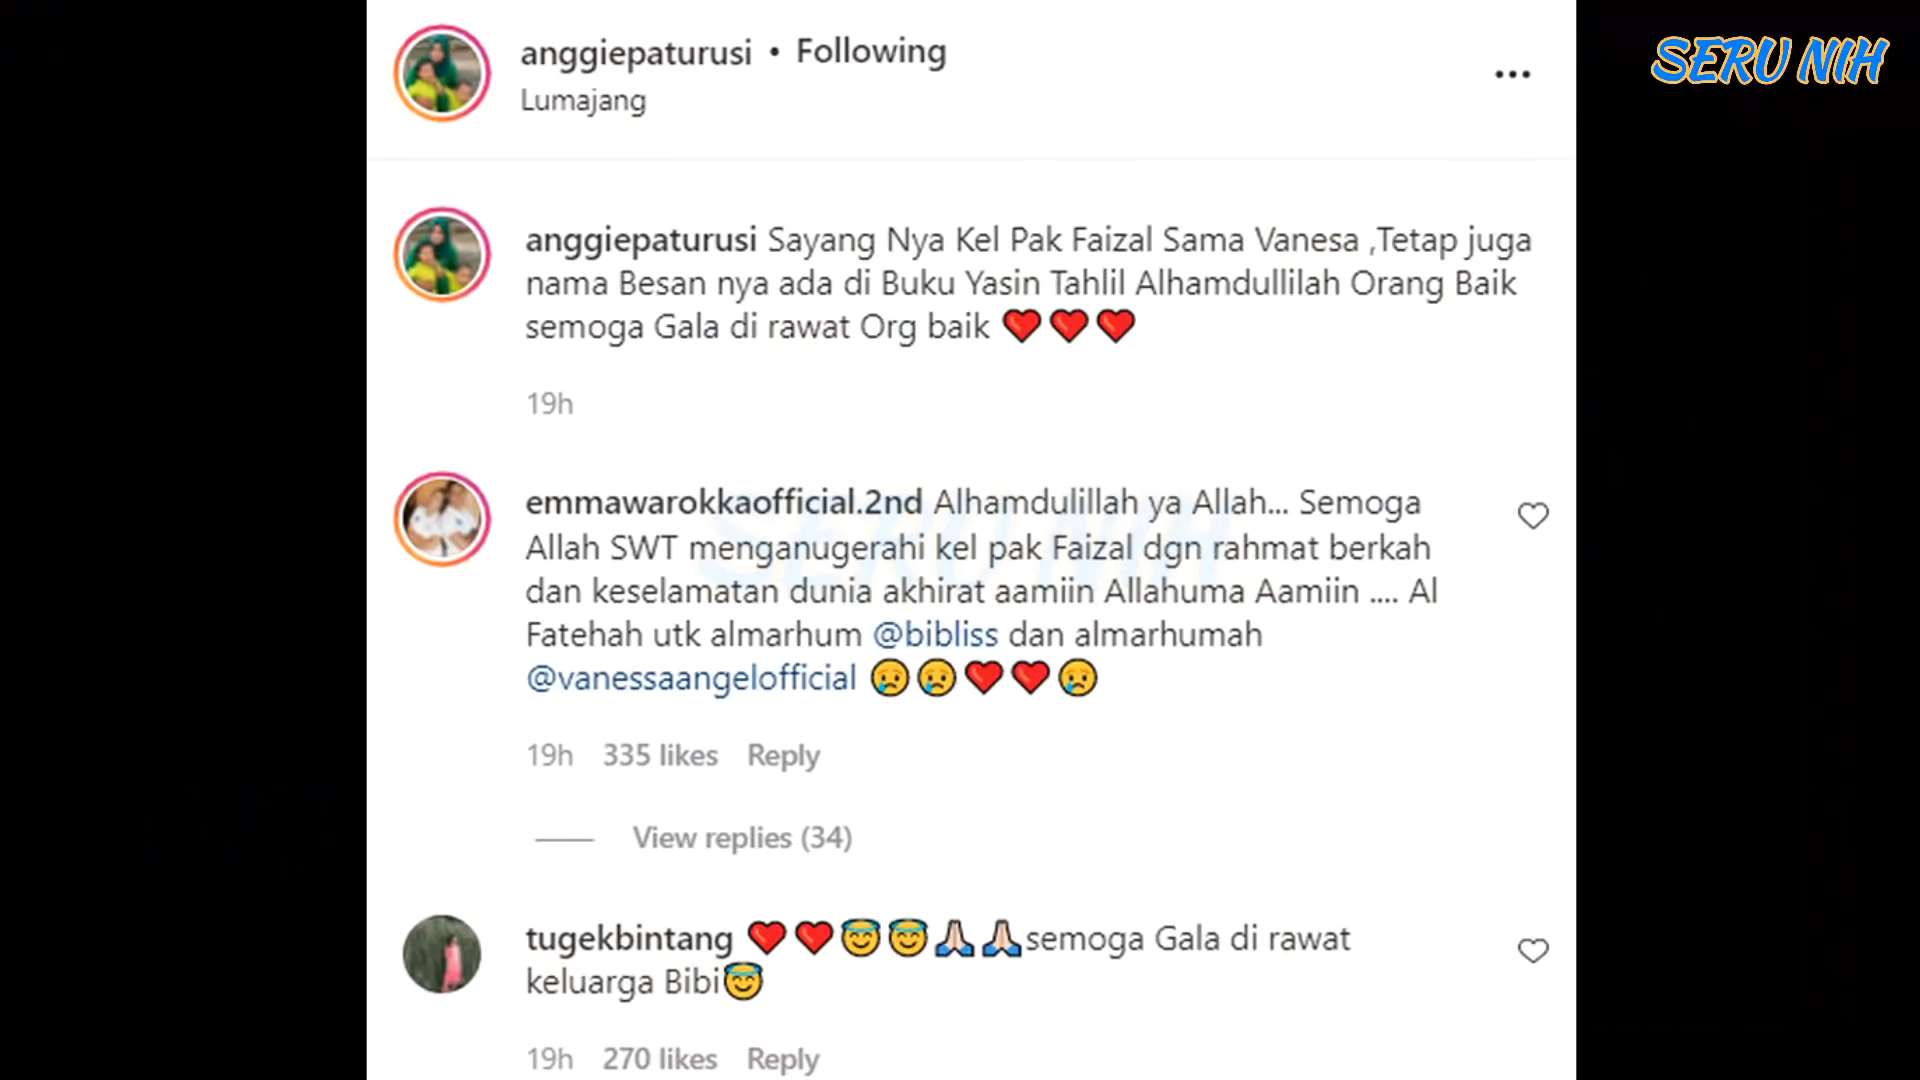 SERU NIH
anggiepaturusi • Following
Lumajang
anggiepaturusi Sayang Nya Kel Pak Faizal Sama Vanesa ,Tetap juga
nama Besan nya ada di Buku Yasin Tahlil Alhamdullilah Orang Baik
semoga Gala di rawat Org baik ❤️❤️❤️
19h
emmawarokkaofficial.2nd Alhamdulillah ya Allah... Semoga
Allah SWT menganugerahi kel pak Faizal dgn rahmat berkah
dan keselamatan dunia akhirat aamiin Allahuma Aamiin .... Al
Fatehah utk almarhum @bibliss dan almarhumah
@vanessaangelofficial 😢😢❤️❤️😢
19h 335 likes Reply
View replies (34)
tugekbintang ❤️❤️😇😇🙏🏻🙏🏻semoga Gala di rawat
keluarga Bibi😇
19h 270 likes Reply
SERU NIH